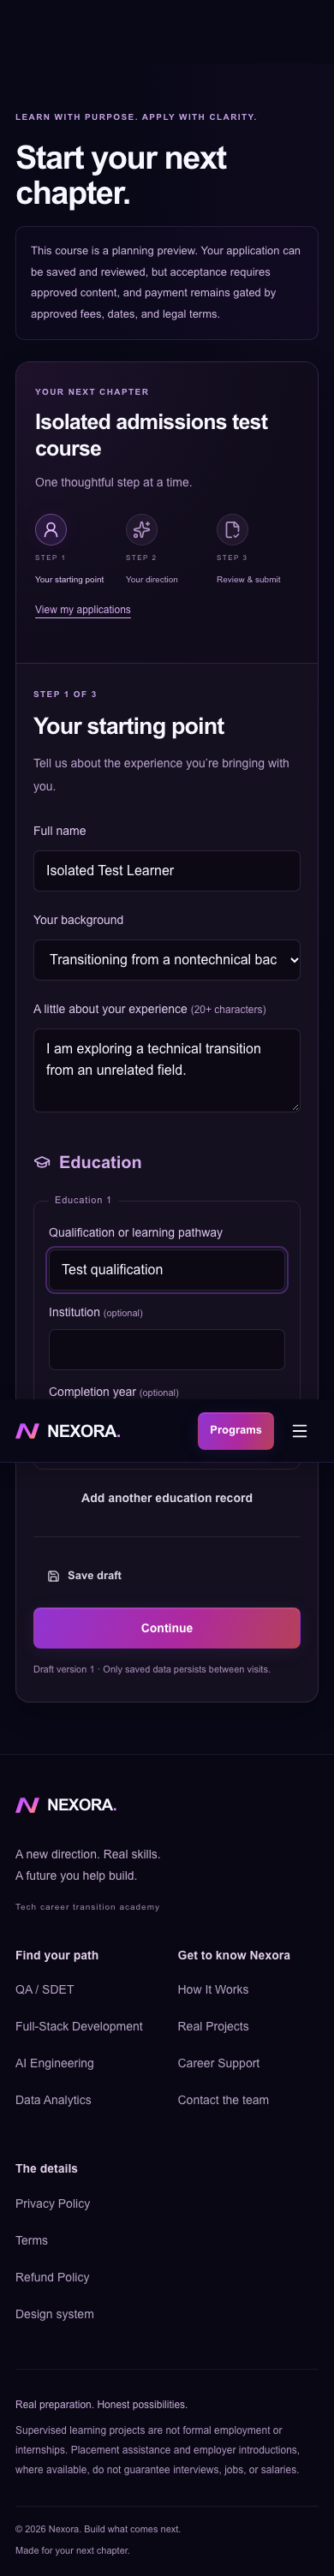 LEARN WITH PURPOSE. APPLY WITH CLARITY.
Start your next
chapter.
This course is a planning preview. Your application can
be saved and reviewed, but acceptance requires
approved content, and payment remains gated by
approved fees, dates, and legal terms.
YOUR NEXT CHAPTER
Isolated admissions test
course
One thoughtful step at a time.
STEP 1
Your starting point
STEP 2
Your direction
STEP 3
Review & submit
View my applications
STEP 1 OF 3
Your starting point
Tell us about the experience you’re bringing with
you.
Full name
Isolated Test Learner
Your background
Transitioning from a nontechnical bac
A little about your experience (20+ characters)
I am exploring a technical transition
from an unrelated field.
Education
Education 1
Qualification or learning pathway
Test qualification
Institution (optional)
Completion year (optional)
NEXORA.
Programs
Add another education record
Save draft
Continue
Draft version 1 · Only saved data persists between visits.
NEXORA.
A new direction. Real skills.
A future you help build.
Tech career transition academy
Find your path
QA / SDET
Full-Stack Development
AI Engineering
Data Analytics
Get to know Nexora
How It Works
Real Projects
Career Support
Contact the team
The details
Privacy Policy
Terms
Refund Policy
Design system
Real preparation. Honest possibilities.
Supervised learning projects are not formal employment or
internships. Placement assistance and employer introductions,
where available, do not guarantee interviews, jobs, or salaries.
© 2026 Nexora. Build what comes next.
Made for your next chapter.